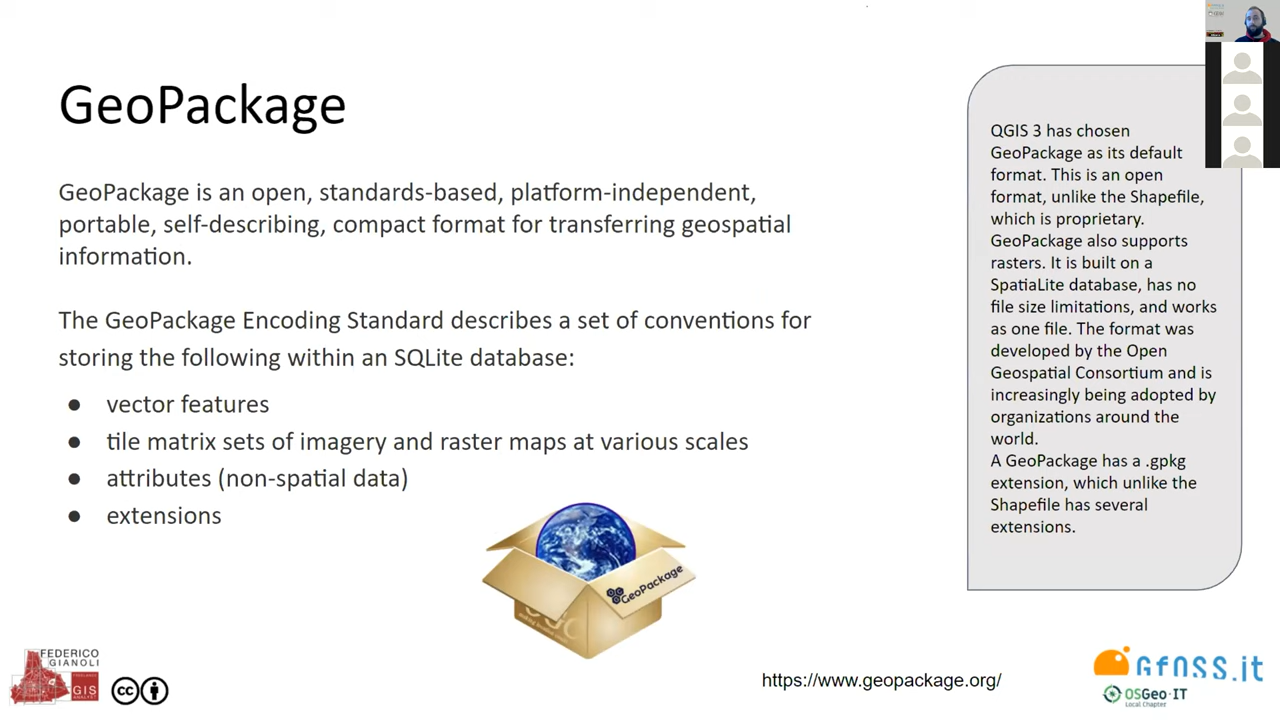 GeoPackage
GeoPackage is an open, standards-based, platform-independent,
portable, self-describing, compact format for transferring geospatial
information.
The GeoPackage Encoding Standard describes a set of conventions for
storing the following within an SQLite database:
● vector features
● tile matrix sets of imagery and raster maps at various scales
● attributes (non-spatial data)
● extensions
QGIS 3 has chosen
GeoPackage as its default
format. This is an open
format, unlike the Shapefile,
which is proprietary.
GeoPackage also supports
rasters. It is built on a
SpatiaLite database, has no
file size limitations, and works
as one file. The format was
developed by the Open
Geospatial Consortium and is
increasingly being adopted by
organizations around the
world.
A GeoPackage has a .gpkg
extension, which unlike the
Shapefile has several
extensions.
GeoPackage
FEDERICO
GIANOLI
FREELANCE
GIS
ANALYST
cc
https://www.geopackage.org/
GFOSS.it
OSGeo·IT
Local Chapter